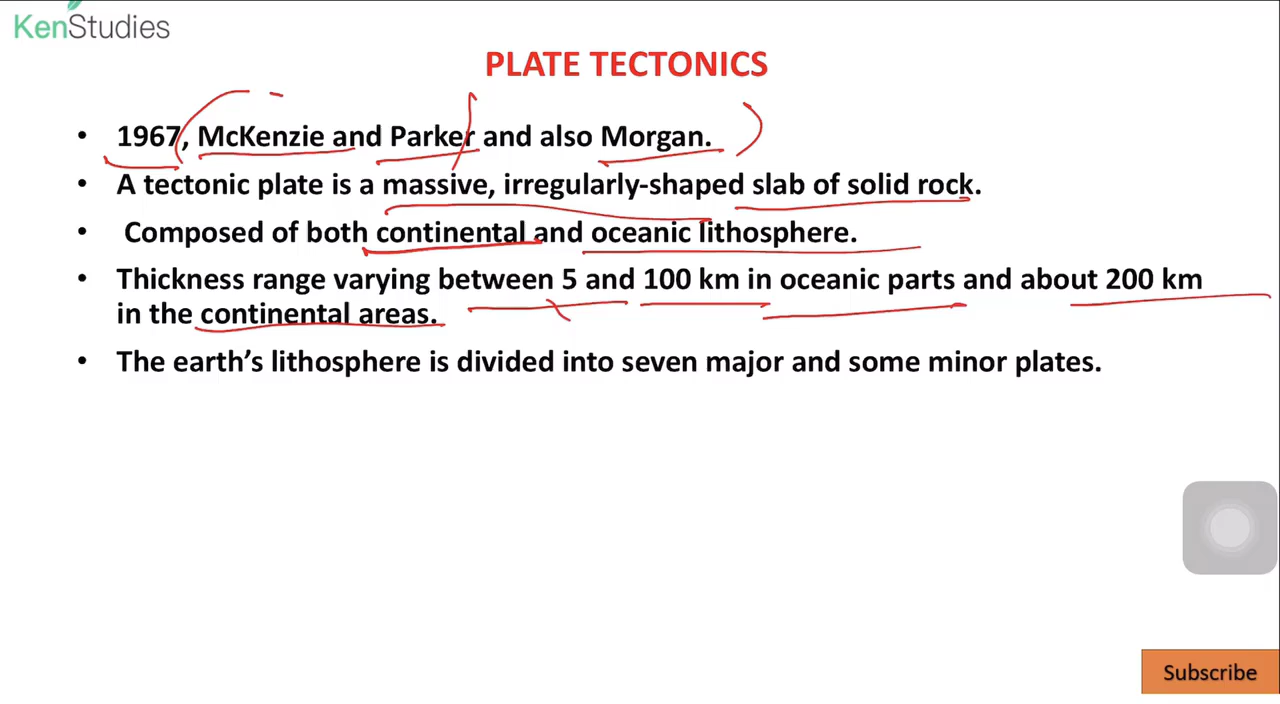 KenStudies
PLATE TECTONICS
• 1967, McKenzie and Parker and also Morgan.
• A tectonic plate is a massive, irregularly-shaped slab of solid rock.
• Composed of both continental and oceanic lithosphere.
• Thickness range varying between 5 and 100 km in oceanic parts and about 200 km
in the continental areas.
• The earth’s lithosphere is divided into seven major and some minor plates.
Subscribe